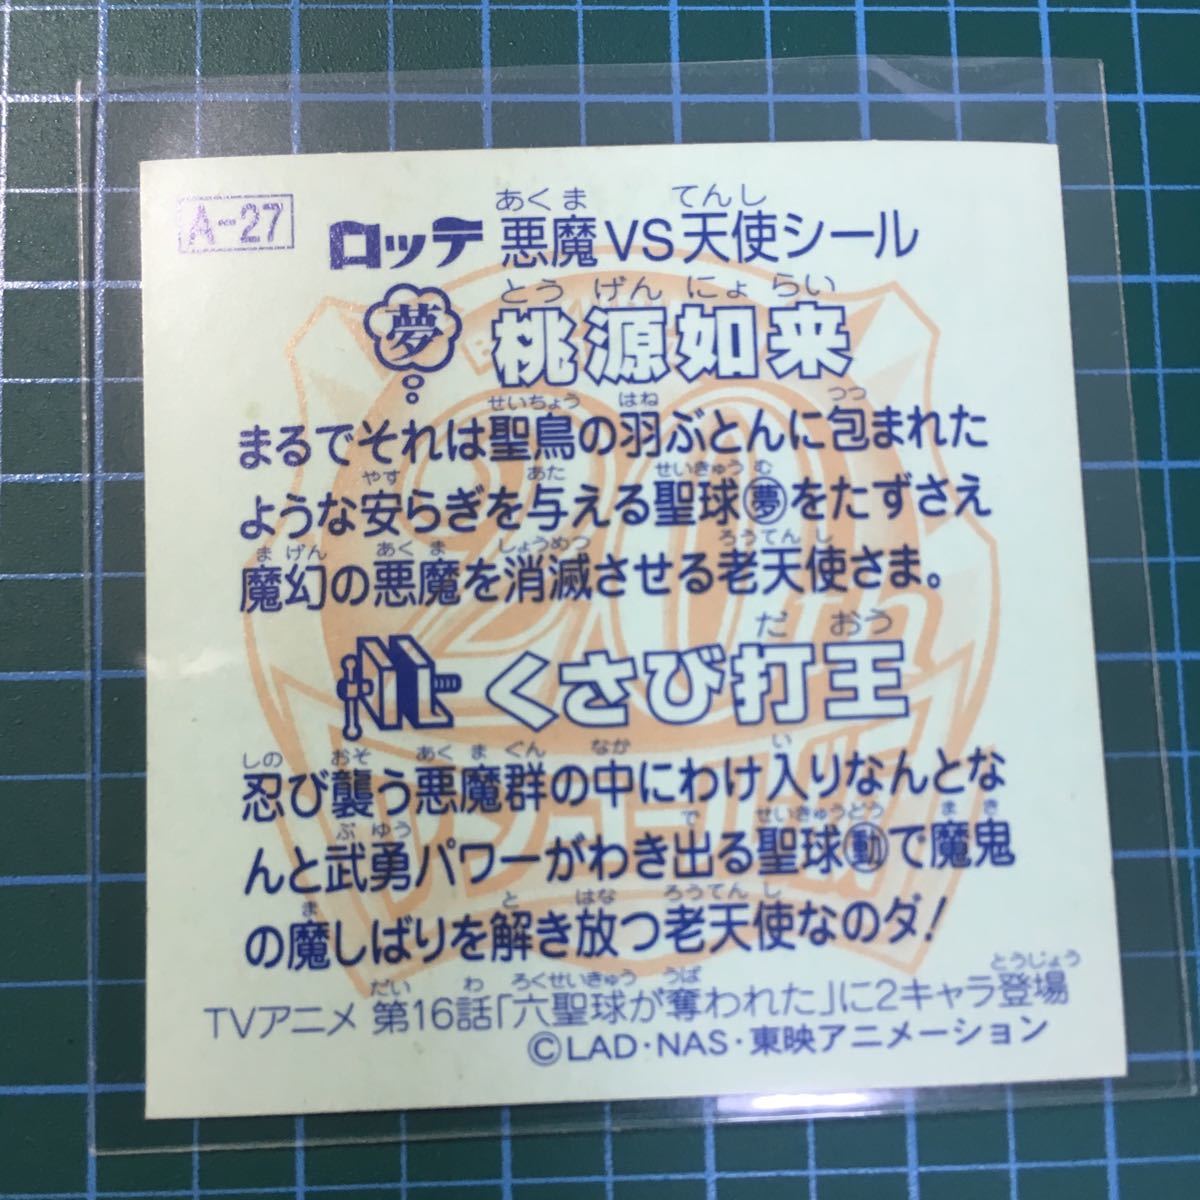 A-27
ロッテ 悪魔VS天使シール
あくま てんし
夢 桃源如来
とうげんにょらい
まるでそれは聖鳥の羽ぶとんに包まれた
せいちょう はね つつ
ような安らぎを与える聖球夢をたずさえ
やす あた せいきゅう む
魔幻の悪魔を消滅させる老天使さま。
まげん あくま しょうめつ ろうてんし
くさび打王
だおう
忍び襲う悪魔群の中にわけ入りなんとな
しの おそ あくまぐん なか い
んと武勇パワーがわき出る聖球動で魔鬼
ぶゆう で せいきゅうどう まき
の魔しばりを解き放つ老天使なのダ!
ま と はな ろうてんし
TVアニメ 第16話「六聖球が奪われた」に2キャラ登場
だい わ ろくせいきゅう うば とうじょう
©LAD・NAS・東映アニメーション
20th